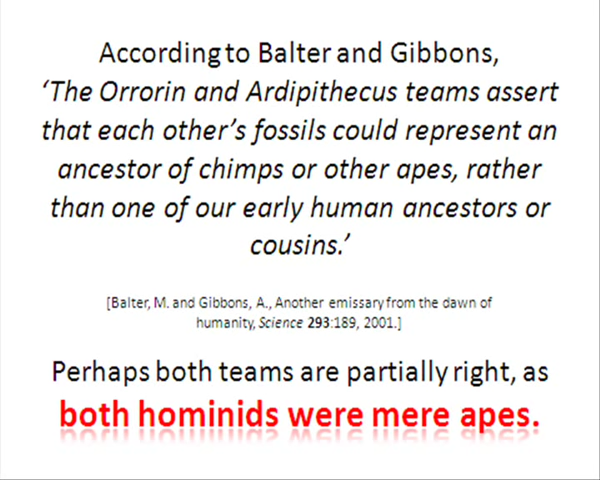 According to Balter and Gibbons,
‘The Orrorin and Ardipithecus teams assert
that each other’s fossils could represent an
ancestor of chimps or other apes, rather
than one of our early human ancestors or
cousins.’
[Balter, M. and Gibbons, A., Another emissary from the dawn of
humanity, Science 293:189, 2001.]
Perhaps both teams are partially right, as
both hominids were mere apes.